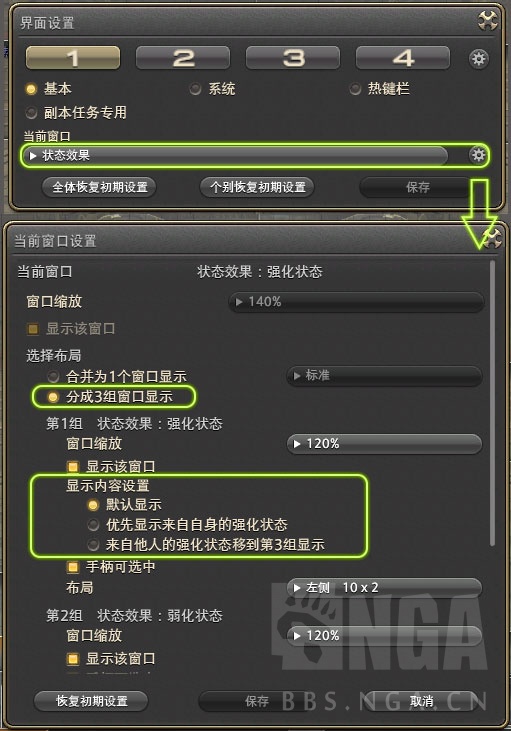 界面设置
1 2 3 4
基本 系统 热键栏
副本任务专用
当前窗口
状态效果
全体恢复初期设置 个别恢复初期设置 保存
当前窗口设置
当前窗口 状态效果：强化状态
窗口缩放 140%
显示该窗口
选择布局
合并为1个窗口显示 标准
分成3组窗口显示
第1组 状态效果：强化状态
窗口缩放 120%
显示该窗口
显示内容设置
默认显示
优先显示来自自身的强化状态
来自他人的强化状态移到第3组显示
手柄可选中
布局 左侧 10 x 2
第2组 状态效果：弱化状态
窗口缩放 120%
显示该窗口
恢复初期设置 保存 取消
NGA
BBS.NGA.CN